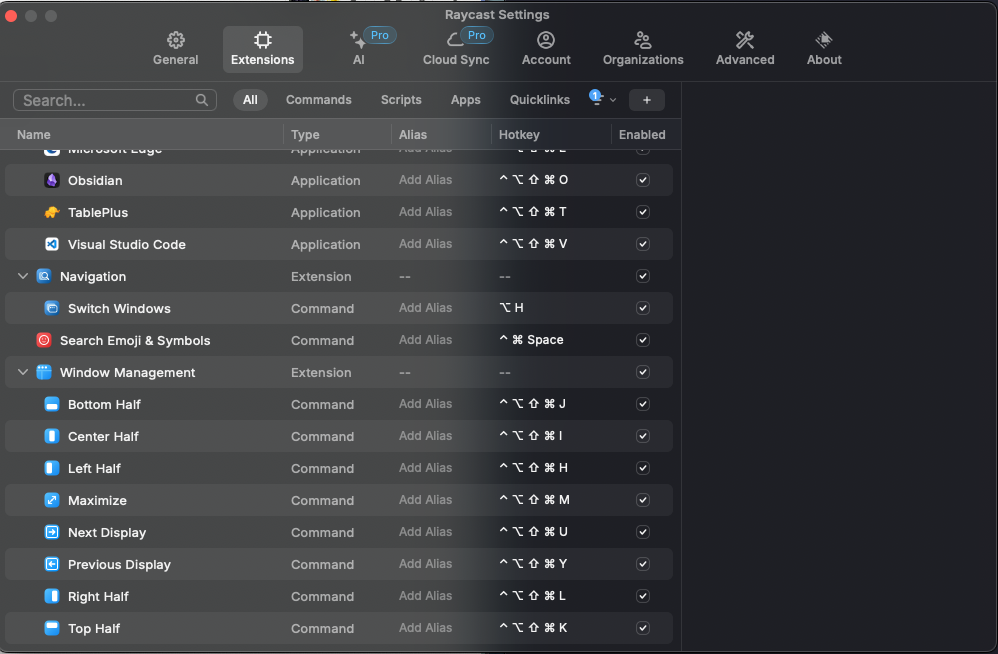 Raycast Settings
General
Extensions
Pro
AI
Pro
Cloud Sync
Account
Organizations
Advanced
About
Search...
All
Commands
Scripts
Apps
Quicklinks
1
+
Name Type Alias Hotkey Enabled
Microsoft Edge Application Add Alias ^ ⌥ ⇧ ⌘ E
Obsidian Application Add Alias ^ ⌥ ⇧ ⌘ O
TablePlus Application Add Alias ^ ⌥ ⇧ ⌘ T
Visual Studio Code Application Add Alias ^ ⌥ ⇧ ⌘ V
Navigation Extension -- --
Switch Windows Command Add Alias ⌥ H
Search Emoji & Symbols Command Add Alias ^ ⌘ Space
Window Management Extension -- --
Bottom Half Command Add Alias ^ ⌥ ⇧ ⌘ J
Center Half Command Add Alias ^ ⌥ ⇧ ⌘ I
Left Half Command Add Alias ^ ⌥ ⇧ ⌘ H
Maximize Command Add Alias ^ ⌥ ⇧ ⌘ M
Next Display Command Add Alias ^ ⌥ ⇧ ⌘ U
Previous Display Command Add Alias ^ ⌥ ⇧ ⌘ Y
Right Half Command Add Alias ^ ⌥ ⇧ ⌘ L
Top Half Command Add Alias ^ ⌥ ⇧ ⌘ K